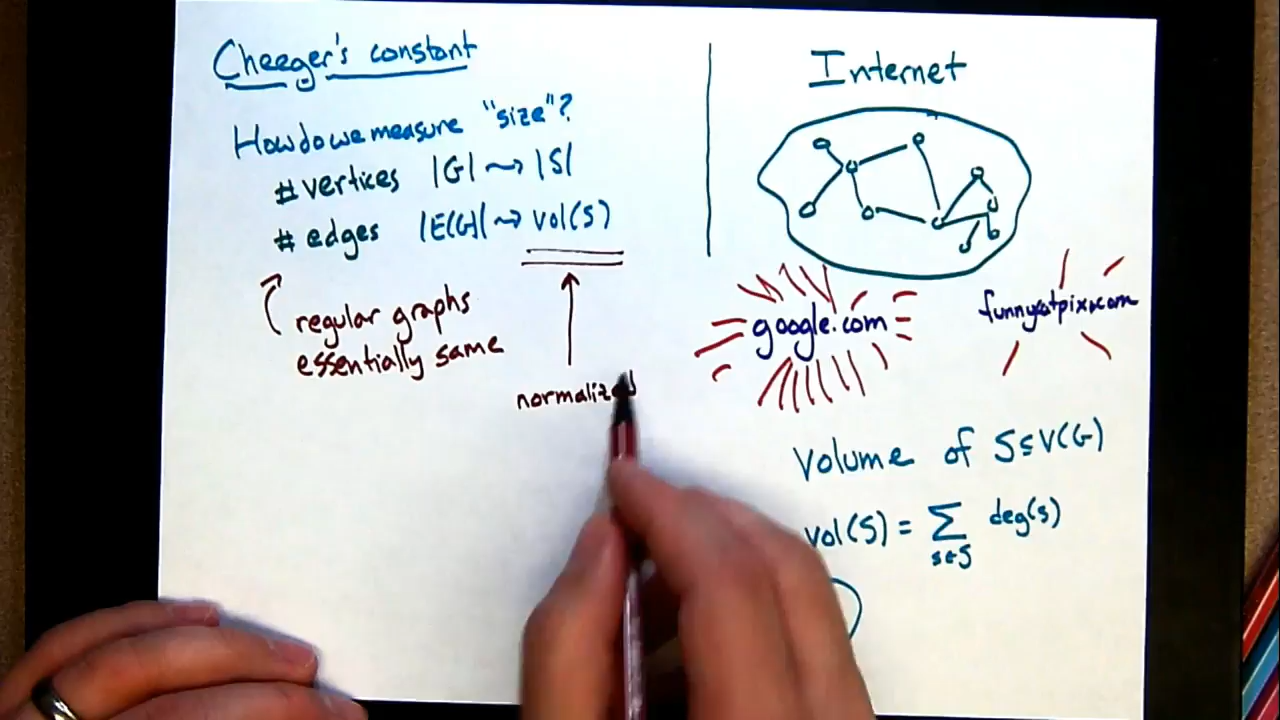 Cheeger's constant
How do we measure "size"?
# vertices |G| ⇝ |S|
# edges |E(G)| ⇝ vol(S)
regular graphs
essentially same
normalized
Internet
google.com
funnycatpix.com
Volume of S⊆V(G)
vol(S) = ∑ deg(s)
s∈S